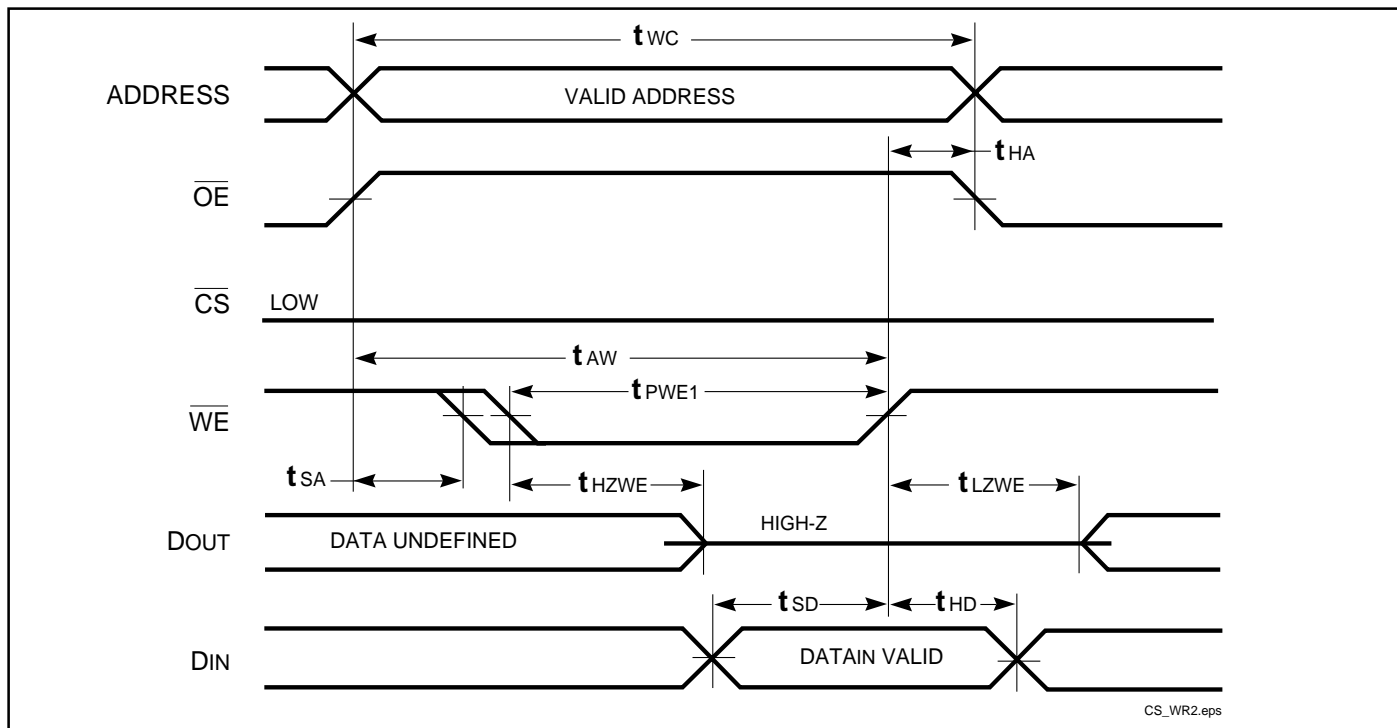 tWC
ADDRESS
VALID ADDRESS
tHA
OE
CS
LOW
tAW
WE
tPWE1
tSA
tHZWE
tLZWE
DOUT
DATA UNDEFINED
HIGH-Z
tSD
tHD
DIN
DATAIN VALID
CS_WR2.eps